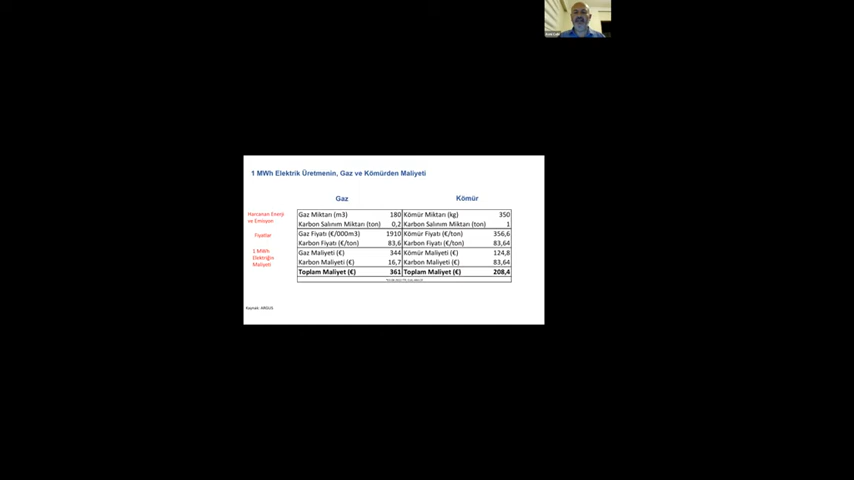 1 MWh Elektrik Üretmenin, Gaz ve Kömürden Maliyeti
Gaz Kömür
Harcanan Enerji
ve Emisyon
Gaz Miktarı (m3) 180 Kömür Miktarı (kg) 350
Karbon Salınım Miktarı (ton) 0,2 Karbon Salınım Miktarı (ton) 1
Fiyatlar
Gaz Fiyatı (€/000m3) 1910 Kömür Fiyatı (€/ton) 356,6
Karbon Fiyatı (€/ton) 83,6 Karbon Fiyatı (€/ton) 83,64
1 MWh
Elektriğin
Maliyeti
Gaz Maliyeti (€) 344 Kömür Maliyeti (€) 124,8
Karbon Maliyeti (€) 16,7 Karbon Maliyeti (€) 83,64
Toplam Maliyet (€) 361 Toplam Maliyet (€) 208,4
Kaynak: ARGUS